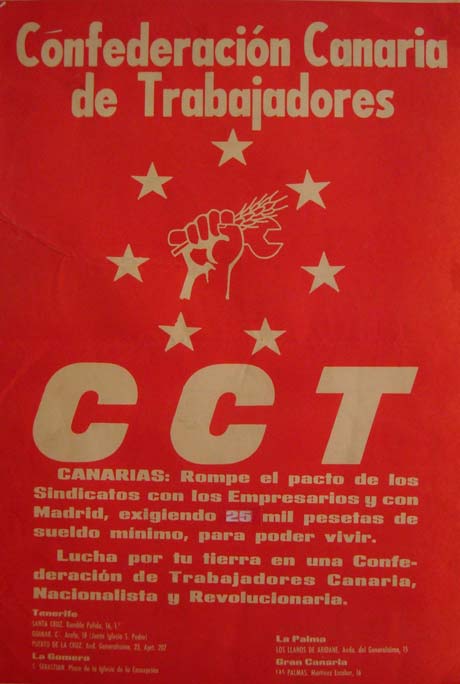 Confederación Canaria
de Trabajadores
CCT
CANARIAS: Rompe el pacto de los
Sindicatos con los Empresarios y con
Madrid, exigiendo 25 mil pesetas de
sueldo mínimo, para poder vivir.
Lucha por tu tierra en una Confe-
deración de Trabajadores Canaria,
Nacionalista y Revolucionaria.
Tenerife
SANTA CRUZ. Ramble Pulido, 16, 1.°
GUIMAR. C. Arafo, 18 (Junto Iglesia S. Pedro)
PUERTO DE LA CRUZ. Avd. Generalísimo, 23, Aprt. 207
La Gomera
S. SEBASTIAN. Plaza de la Iglesia de la Concepción
La Palma
LOS LLANOS DE ARIDANE, Avda. del Generalísimo, 15
Gran Canaria
LAS PALMAS. Martínez Escobar, 16